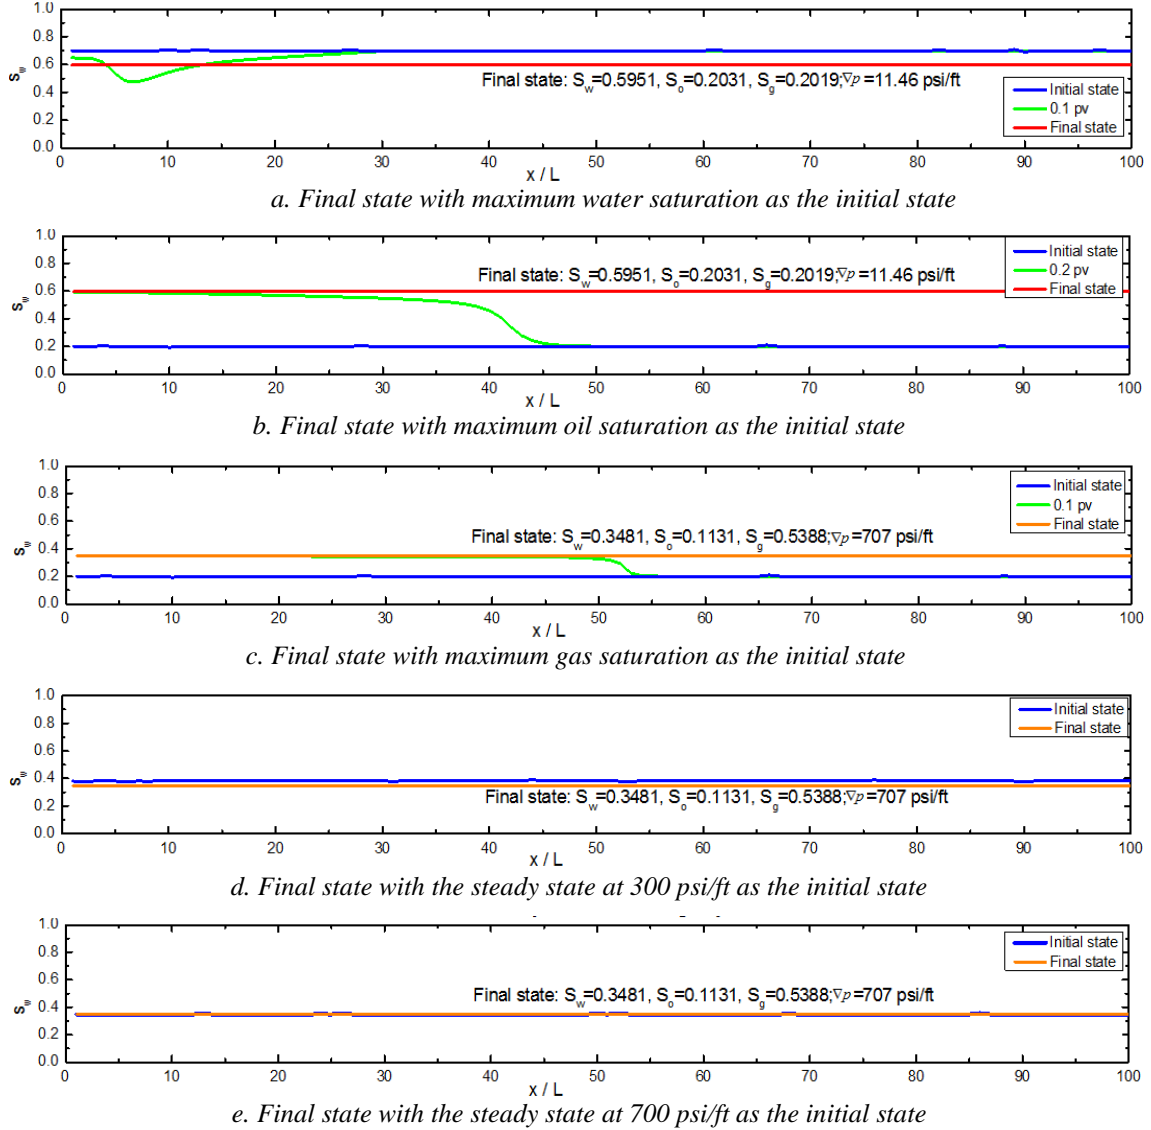 1.0
0.8
0.6
0.4
0.2
0.0
S_w
Final state: S_w=0.5951, S_o=0.2031, S_g=0.2019;∇p=11.46 psi/ft
Initial state
0.1 pv
Final state
0 10 20 30 40 50 60 70 80 90 100
x / L
a. Final state with maximum water saturation as the initial state
1.0
0.8
0.6
0.4
0.2
0.0
S_w
Final state: S_w=0.5951, S_o=0.2031, S_g=0.2019;∇p=11.46 psi/ft
Initial state
0.2 pv
Final state
0 10 20 30 40 50 60 70 80 90 100
x / L
b. Final state with maximum oil saturation as the initial state
1.0
0.8
0.6
0.4
0.2
0.0
S_w
Final state: S_w=0.3481, S_o=0.1131, S_g=0.5388;∇p=707 psi/ft
Initial state
0.1 pv
Final state
0 10 20 30 40 50 60 70 80 90 100
x / L
c. Final state with maximum gas saturation as the initial state
1.0
0.8
0.6
0.4
0.2
0.0
S_w
Final state: S_w=0.3481, S_o=0.1131, S_g=0.5388;∇p=707 psi/ft
Initial state
Final state
0 10 20 30 40 50 60 70 80 90 100
x / L
d. Final state with the steady state at 300 psi/ft as the initial state
1.0
0.8
0.6
0.4
0.2
0.0
S_w
Final state: S_w=0.3481, S_o=0.1131, S_g=0.5388;∇p=707 psi/ft
Initial state
Final state
0 10 20 30 40 50 60 70 80 90 100
x / L
e. Final state with the steady state at 700 psi/ft as the initial state